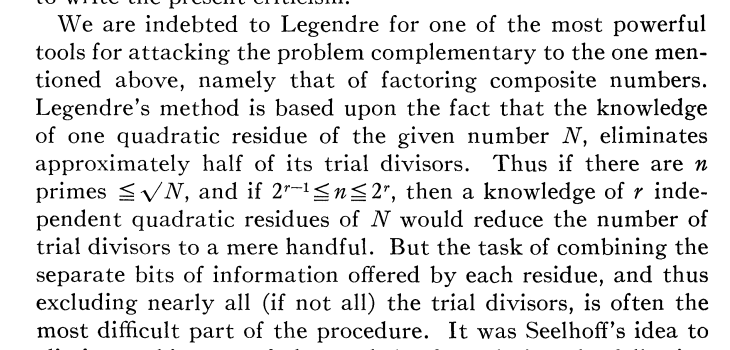 to write the present criticism.
We are indebted to Legendre for one of the most powerful
tools for attacking the problem complementary to the one men-
tioned above, namely that of factoring composite numbers.
Legendre's method is based upon the fact that the knowledge
of one quadratic residue of the given number N, eliminates
approximately half of its trial divisors. Thus if there are n
primes ≦√N, and if 2^{r-1}≦n≦2^r, then a knowledge of r inde-
pendent quadratic residues of N would reduce the number of
trial divisors to a mere handful. But the task of combining the
separate bits of information offered by each residue, and thus
excluding nearly all (if not all) the trial divisors, is often the
most difficult part of the procedure. It was Seelhoff's idea to